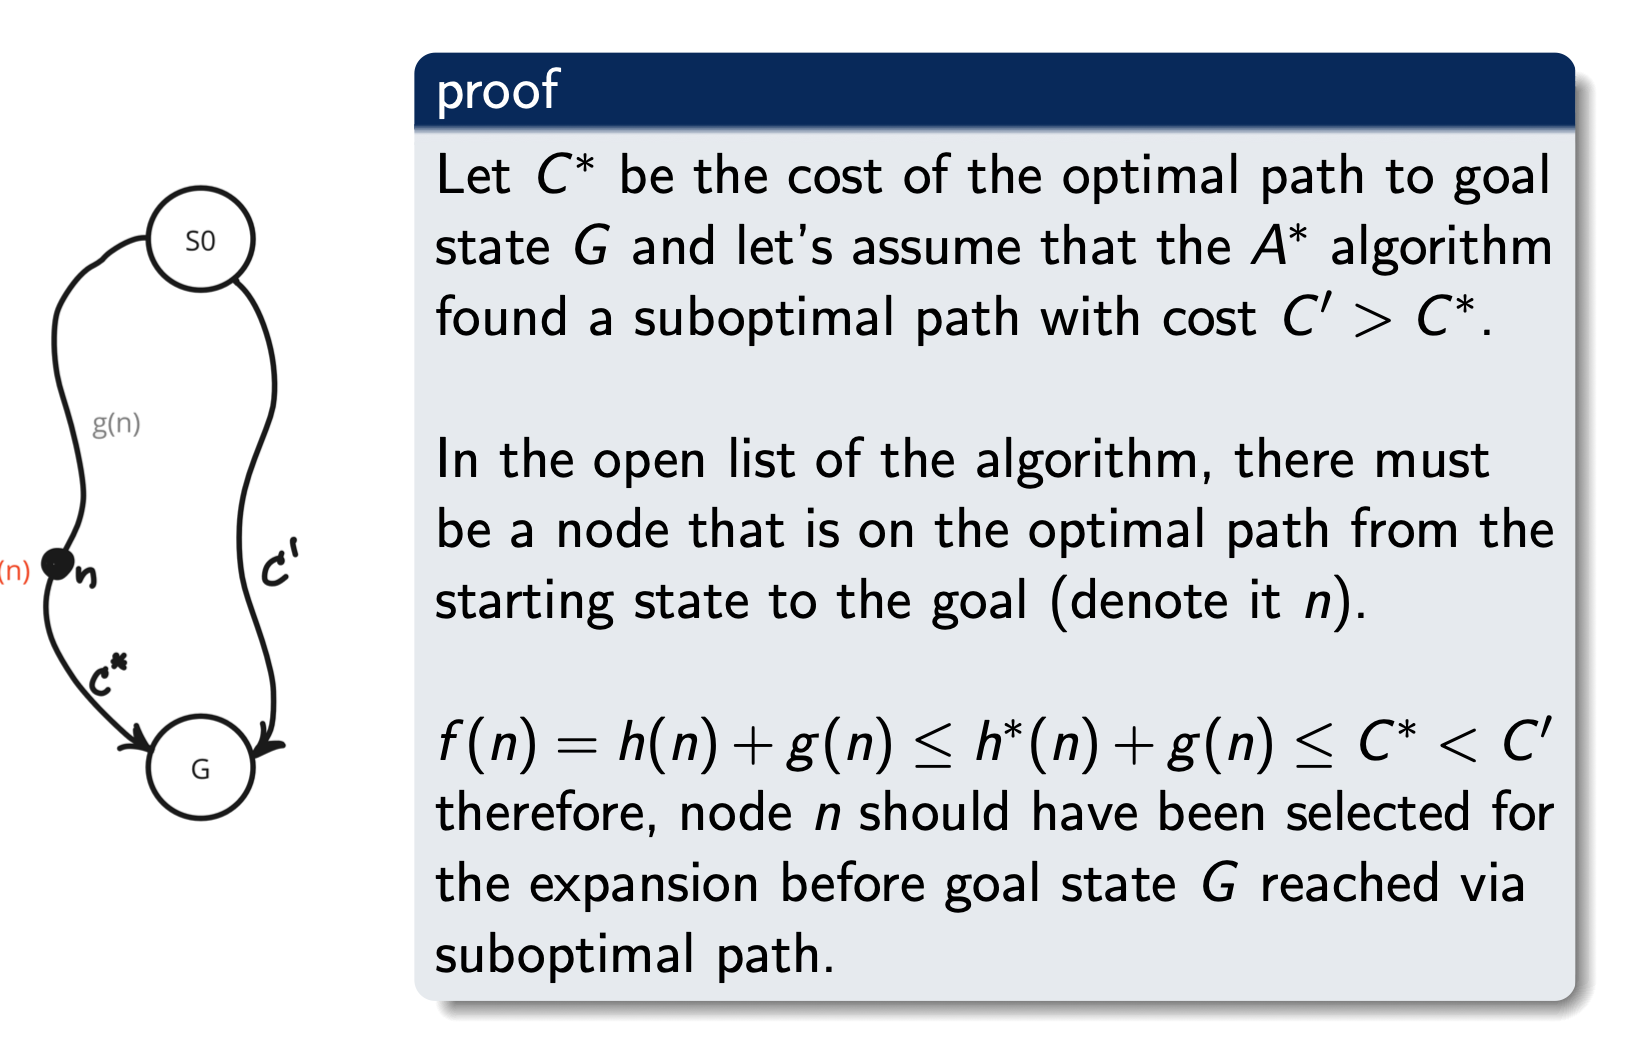 proof
Let C* be the cost of the optimal path to goal
state G and let's assume that the A* algorithm
found a suboptimal path with cost C′ > C*.
In the open list of the algorithm, there must
be a node that is on the optimal path from the
starting state to the goal (denote it n).
f(n) = h(n) + g(n) ≤ h*(n) + g(n) ≤ C* < C′
therefore, node n should have been selected for
the expansion before goal state G reached via
suboptimal path.
S0
g(n)
(n)
n
C'
C*
G